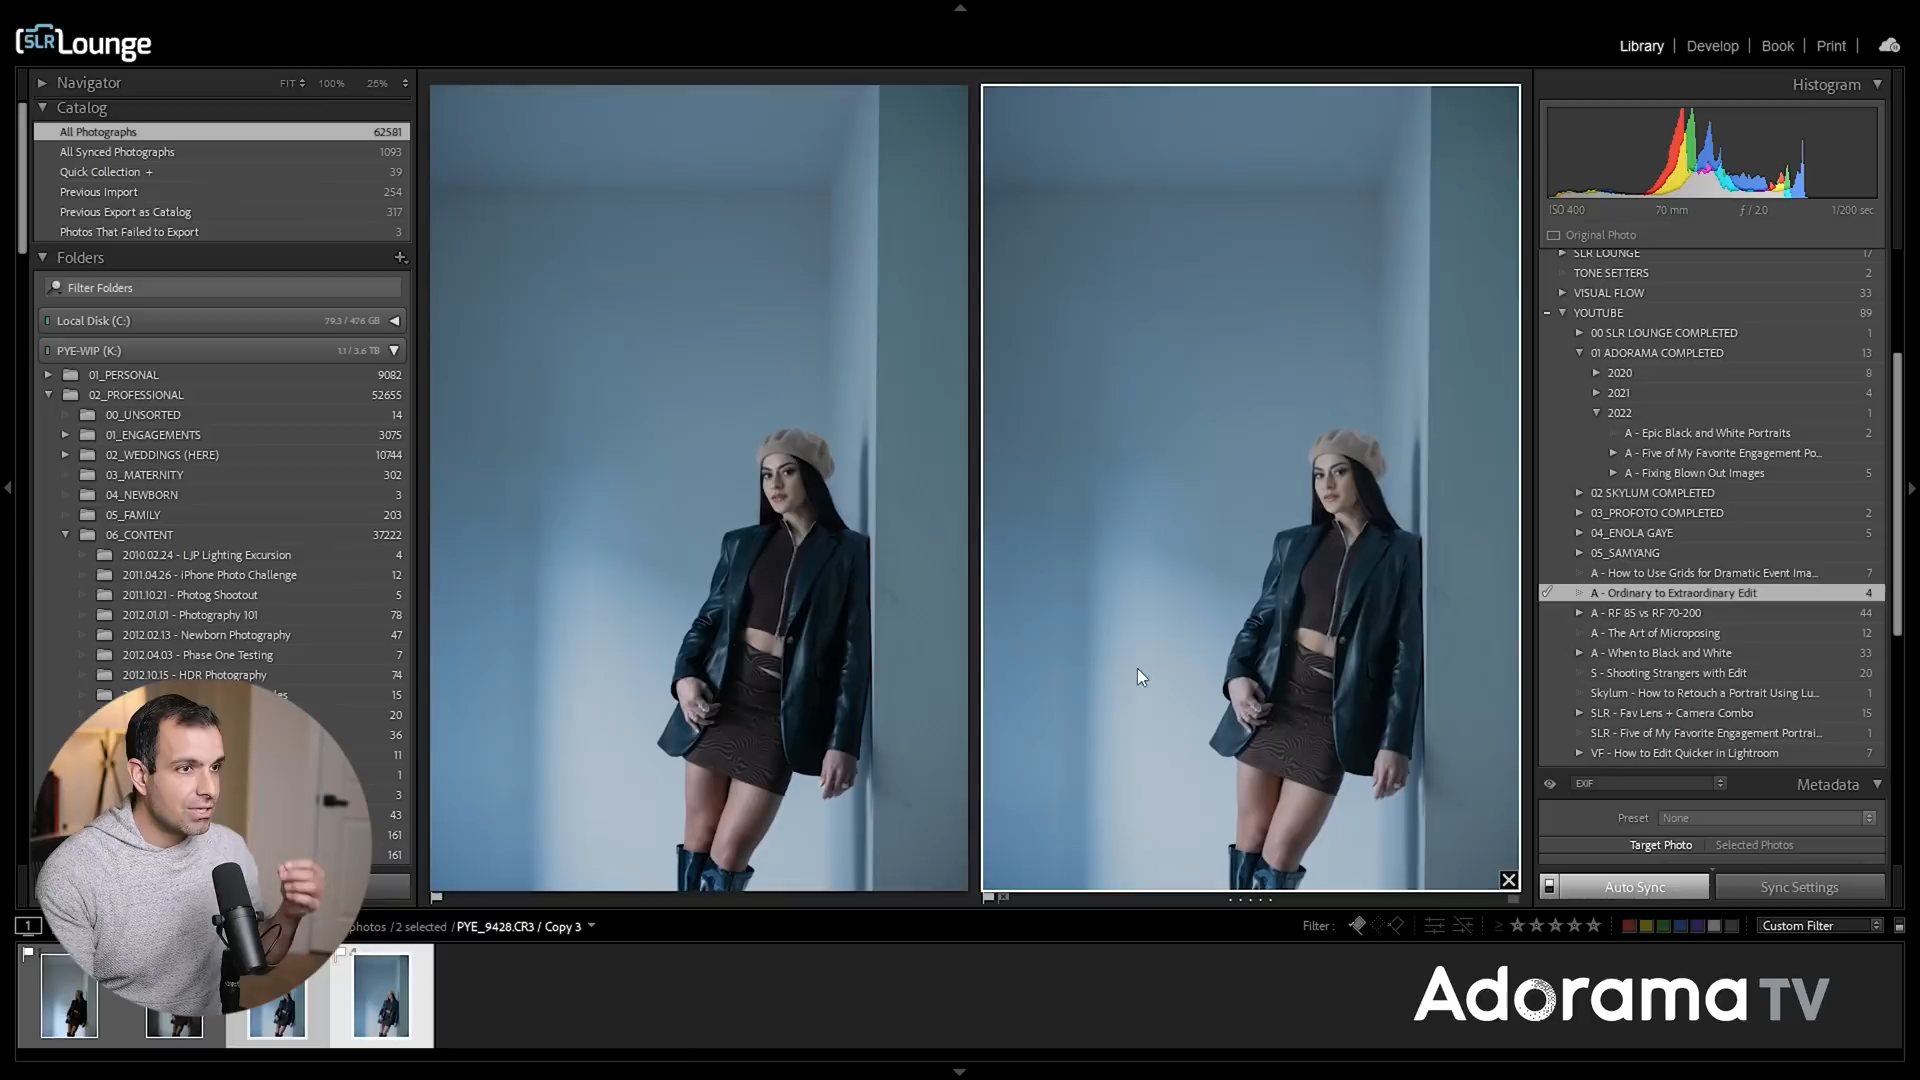 SLR Lounge
Library | Develop | Book | Print |
Navigator FIT 100% 25%
Catalog
All Photographs 62581
All Synced Photographs 1093
Quick Collection + 39
Previous Import 254
Previous Export as Catalog 317
Photos That Failed to Export 3
Folders +
Filter Folders
Local Disk (C:) 79.3 / 476 GB
PYE-WIP (K:) 1.1 / 3.6 TB
01_PERSONAL 9082
02_PROFESSIONAL 52655
00_UNSORTED 14
01_ENGAGEMENTS 3075
02_WEDDINGS (HERE) 10744
03_MATERNITY 302
04_NEWBORN 3
05_FAMILY 203
06_CONTENT 37222
2010.02.24 - LJP Lighting Excursion 4
2011.04.26 - iPhone Photo Challenge 12
2011.10.21 - Photog Shootout 5
2012.01.01 - Photography 101 78
2012.02.13 - Newborn Photography 47
2012.04.03 - Phase One Testing 7
2012.10.15 - HDR Photography 74
15
20
36
11
1
3
43
161
161
Histogram
ISO 400 70 mm ƒ / 2.0 1/200 sec
Original Photo
SLR LOUNGE 17
TONE SETTERS 2
VISUAL FLOW 33
YOUTUBE 89
00 SLR LOUNGE COMPLETED 1
01 ADORAMA COMPLETED 13
2020 8
2021 4
2022 1
A - Epic Black and White Portraits 2
A - Five of My Favorite Engagement Po...
A - Fixing Blown Out Images 5
02 SKYLUM COMPLETED
03_PROFOTO COMPLETED 2
04_ENOLA GAYE 5
05_SAMYANG
A - How to Use Grids for Dramatic Event Ima... 7
A - Ordinary to Extraordinary Edit 4
A - RF 85 vs RF 70-200 44
A - The Art of Microposing 12
A - When to Black and White 33
S - Shooting Strangers with Edit 20
Skylum - How to Retouch a Portrait Using Lu... 1
SLR - Fav Lens + Camera Combo 15
SLR - Five of My Favorite Engagement Portrai... 1
VF - How to Edit Quicker in Lightroom 7
EXIF Metadata
Preset None
Target Photo Selected Photos
Auto Sync Sync Settings
1 photos / 2 selected / PYE_9428.CR3 / Copy 3 Filter : ≥ Custom Filter
Adorama TV